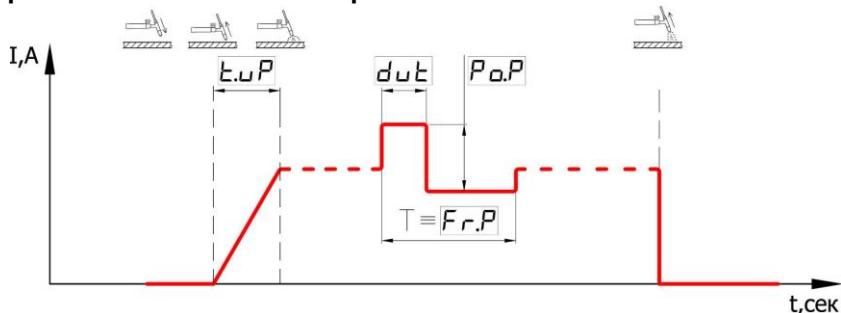 I,A
t.uP
dut
Po.P
T ≡ Fr.P
t,сек